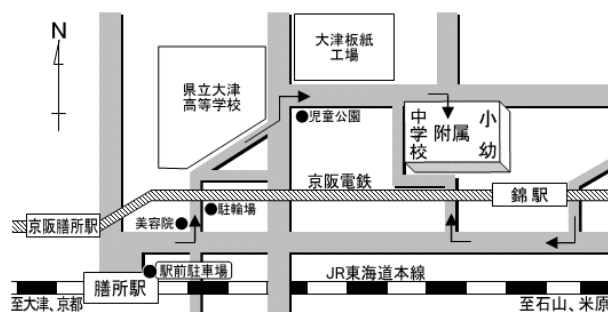 N
大津板紙
工場
県立大津
高等学校
児童公園
中学校
附属
小
幼
京阪電鉄
錦駅
駐輪場
美容院
京阪膳所駅
駅前駐車場
JR東海道本線
膳所駅
至大津、京都
至石山、米原